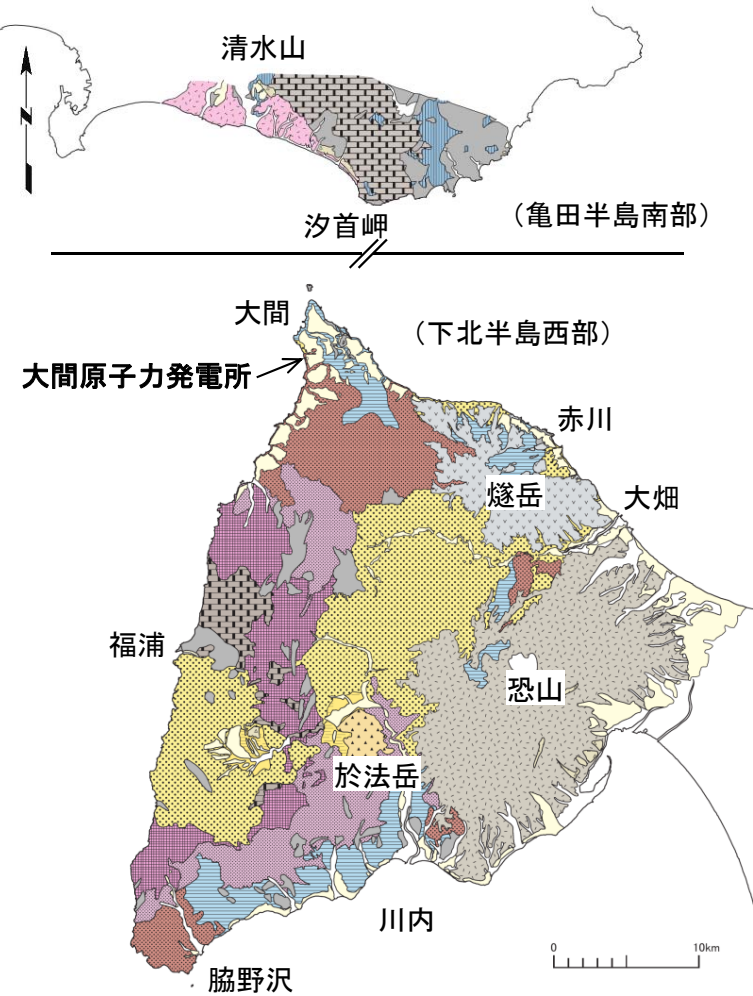 清水山
N
汐首岬
（亀田半島南部）
大間
（下北半島西部）
大間原子力発電所
赤川
燧岳
大畑
福浦
恐山
於法岳
川内
0 10km
脇野沢